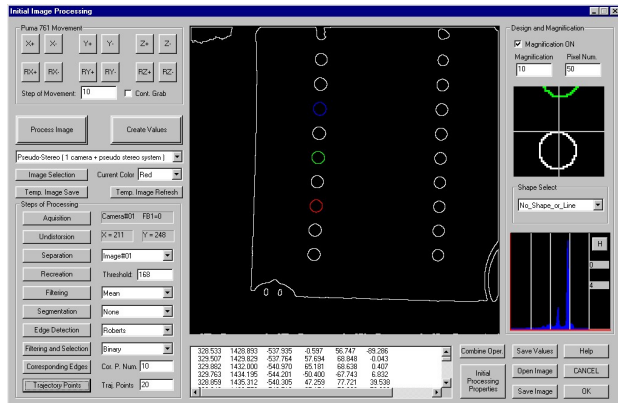 Initial Image Processing
Puma 761 Movement
X+ X- Y+ Y- Z+ Z-
RX+ RX- RY+ RY- RZ+ RZ-
Step of Movement: 10 Cont. Grab
Process Image Create Values
Pseudo-Stereo ( 1 camera + pseudo stereo system )
Image Selection Current Color Red
Temp. Image Save Temp. Image Refresh
Steps of Processing
Aquisition Camera#01 FB1=0
Undistorsion X = 211 Y = 248
Separation Image#01
Recreation Threshold 168
Filtering Mean
Segmentation None
Edge Detection Roberts
Filtering and Selection Binary
Corresponding Edges Cor. P. Num. 10
Trajectory Points Traj. Points 20
328.533 1428.893 -537.935 -0.597 56.747 -89.286
329.507 1429.829 -537.764 57.694 68.848 -0.043
329.882 1432.000 -540.970 65.181 68.638 0.407
329.763 1434.195 -544.201 -50.400 -67.743 6.832
328.859 1435.312 -540.305 47.259 77.721 39.538
Design and Magnification
Magnification ON
Magnification Pixel Num.
10 50
Shape Select
No_Shape_or_Line
H
0
4
Combine Oper. Save Values Help
Initial
Processing
Properties
Open Image CANCEL
Save Image OK